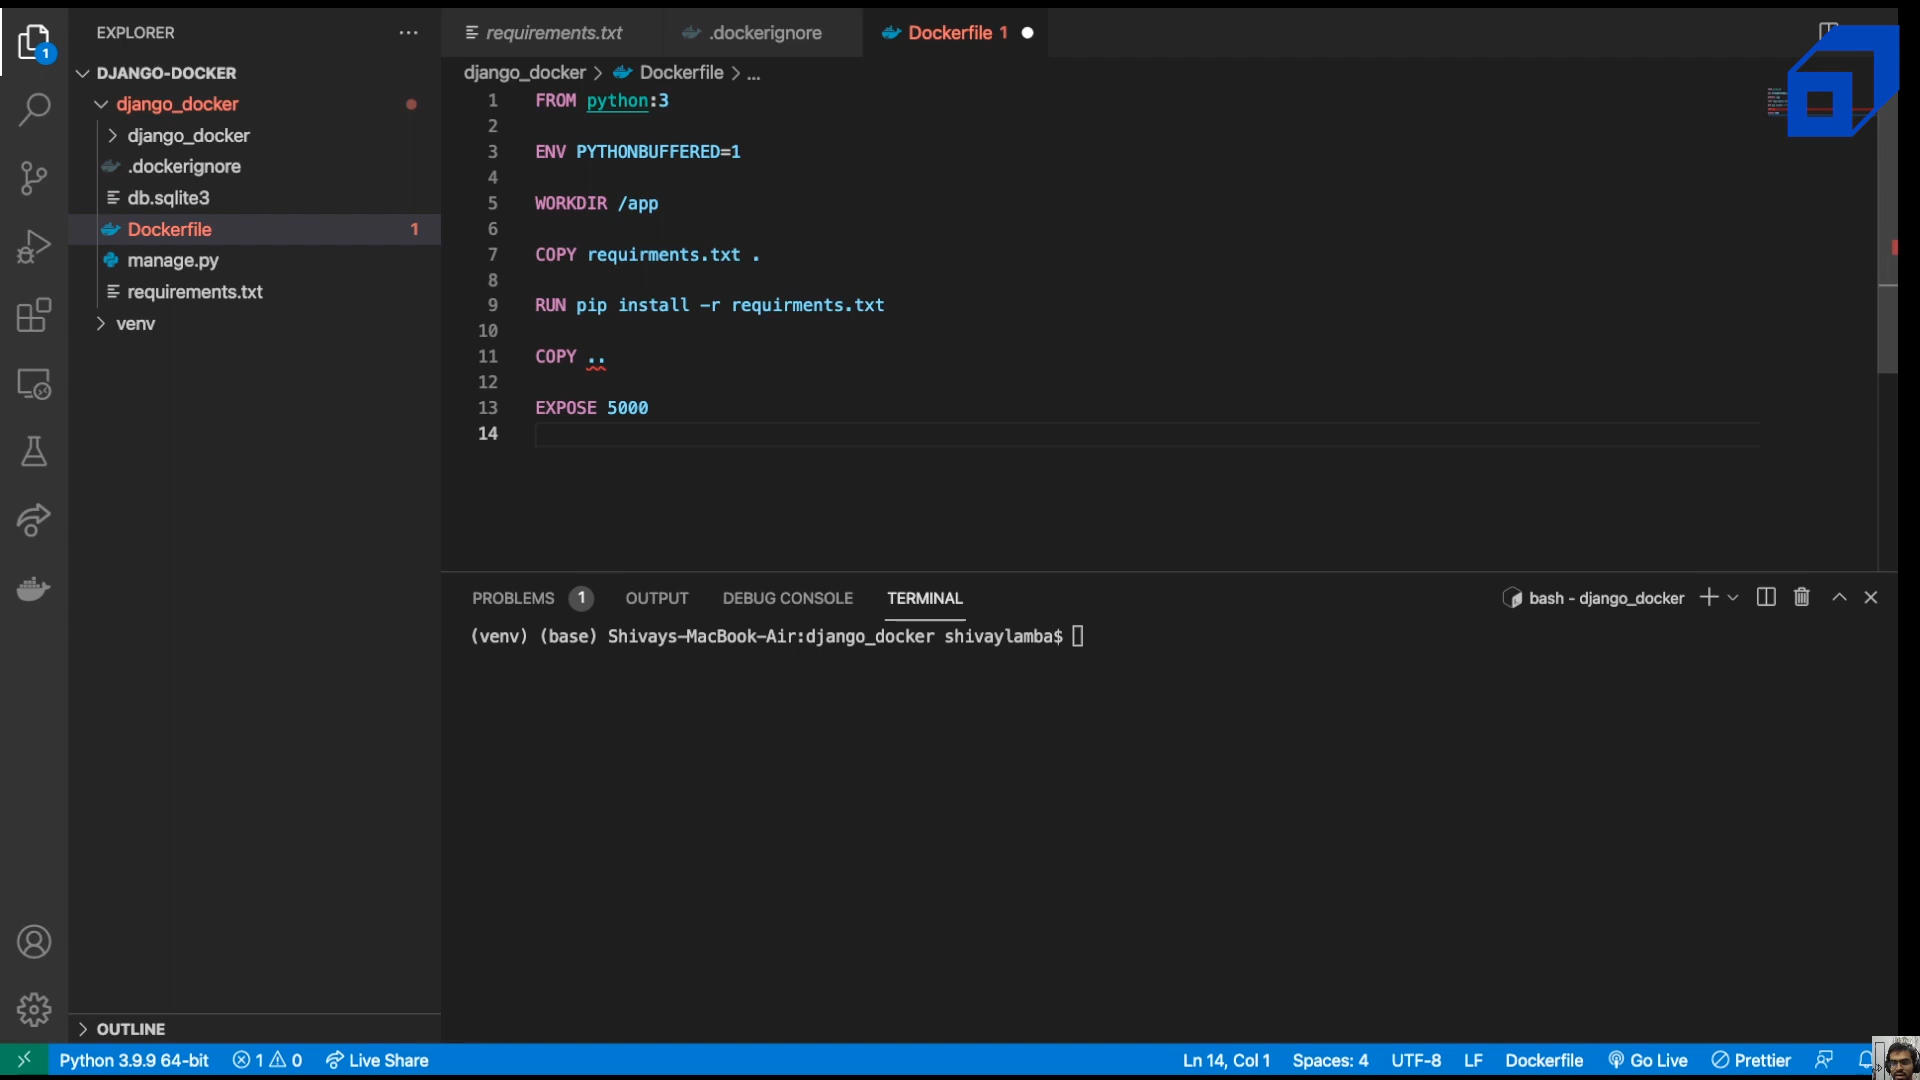 EXPLORER
DJANGO-DOCKER
django_docker
django_docker
.dockerignore
db.sqlite3
Dockerfile 1
manage.py
requirements.txt
venv
OUTLINE
1
requirements.txt .dockerignore Dockerfile 1
django_docker > Dockerfile > ...
1 FROM python:3
2
3 ENV PYTHONBUFFERED=1
4
5 WORKDIR /app
6
7 COPY requirments.txt .
8
9 RUN pip install -r requirments.txt
10
11 COPY ..
12
13 EXPOSE 5000
14
PROBLEMS 1 OUTPUT DEBUG CONSOLE TERMINAL bash - django_docker
(venv) (base) Shivays-MacBook-Air:django_docker shivaylamba$
Python 3.9.9 64-bit 1 0 Live Share Ln 14, Col 1 Spaces: 4 UTF-8 LF Dockerfile Go Live Prettier